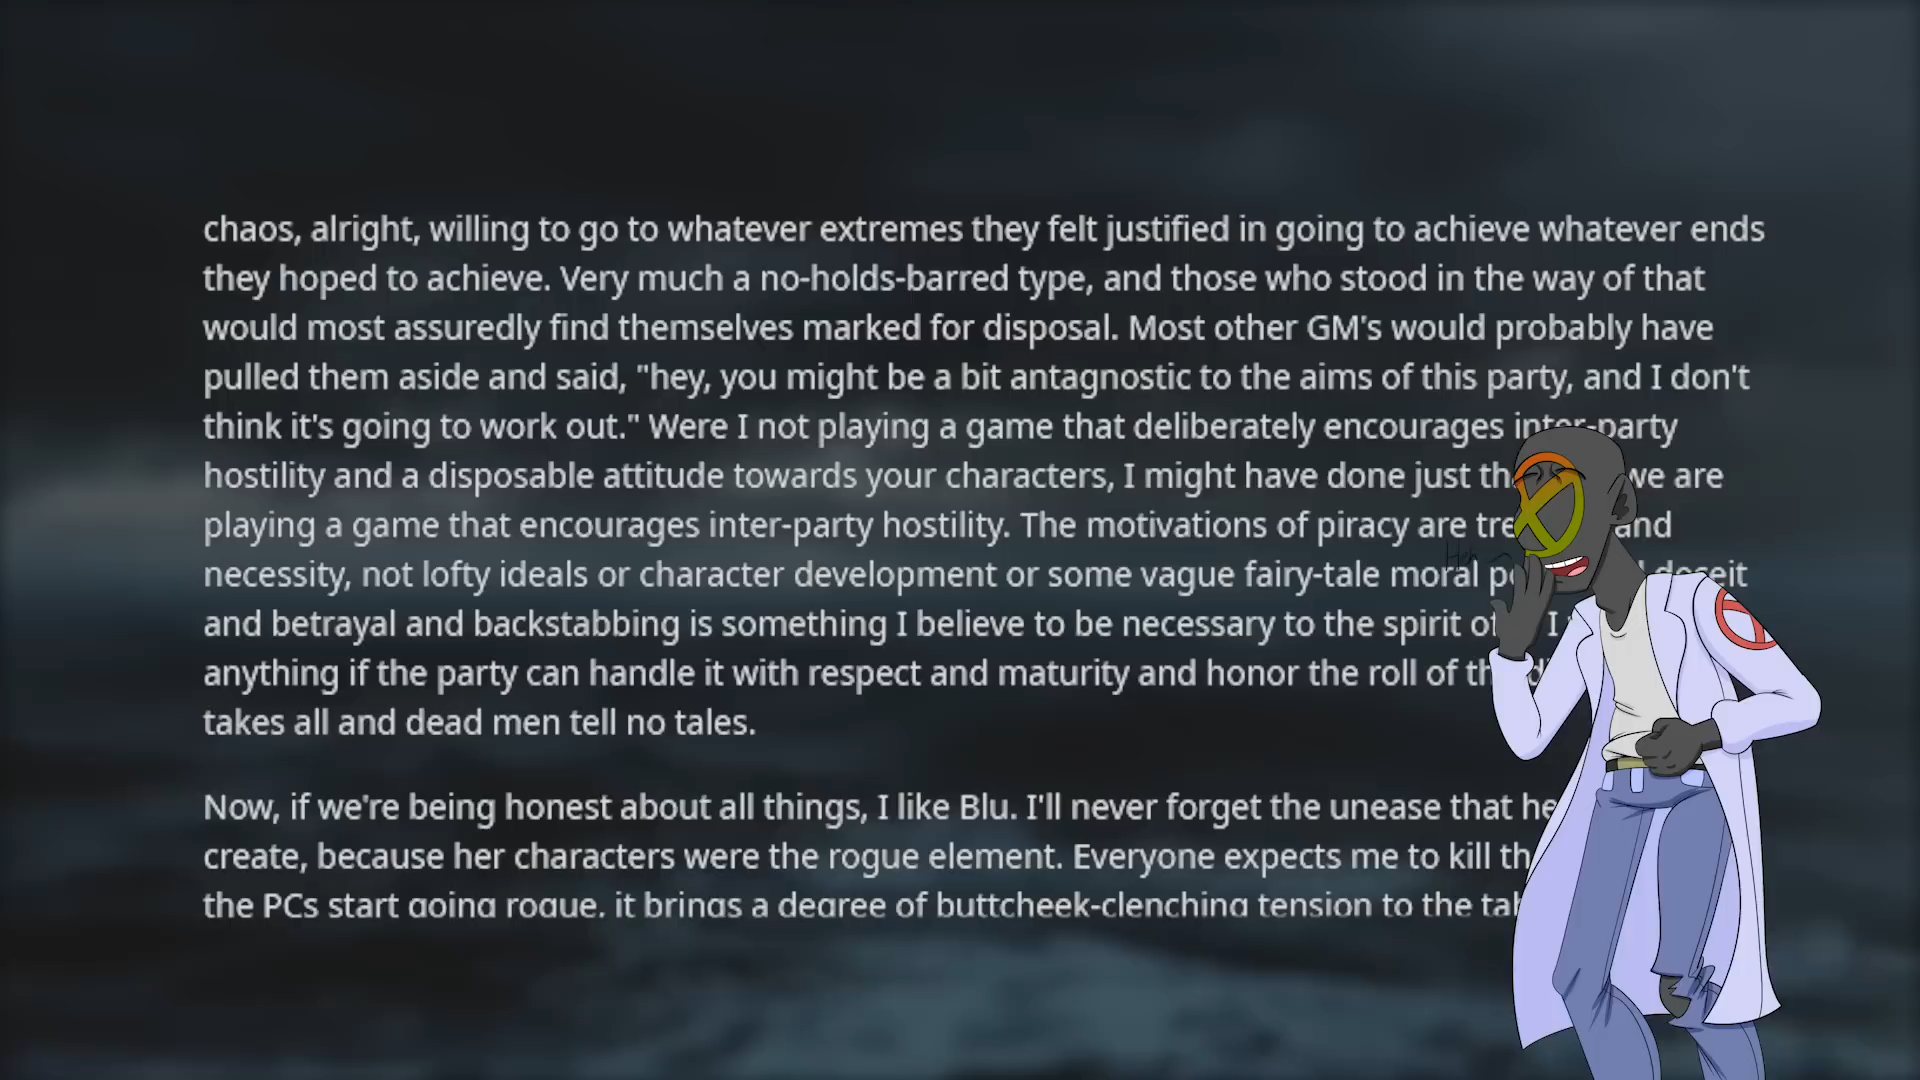 chaos, alright, willing to go to whatever extremes they felt justified in going to achieve whatever ends
they hoped to achieve. Very much a no-holds-barred type, and those who stood in the way of that
would most assuredly find themselves marked for disposal. Most other GM's would probably have
pulled them aside and said, "hey, you might be a bit antagnostic to the aims of this party, and I don't
think it's going to work out." Were I not playing a game that deliberately encourages inter-party
hostility and a disposable attitude towards your characters, I might have done just we are
playing a game that encourages inter-party hostility. The motivations of piracy are and
necessity, not lofty ideals or character development or some vague fairy-tale moral deceit
and betrayal and backstabbing is something I believe to be necessary to the spirit of I
anything if the party can handle it with respect and maturity and honor the roll of
takes all and dead men tell no tales.
Now, if we're being honest about all things, I like Blu. I'll never forget the unease that
create, because her characters were the rogue element. Everyone expects me to kill
the PCs start going rogue, it brings a degree of buttcheek-clenching tension to the
Heh